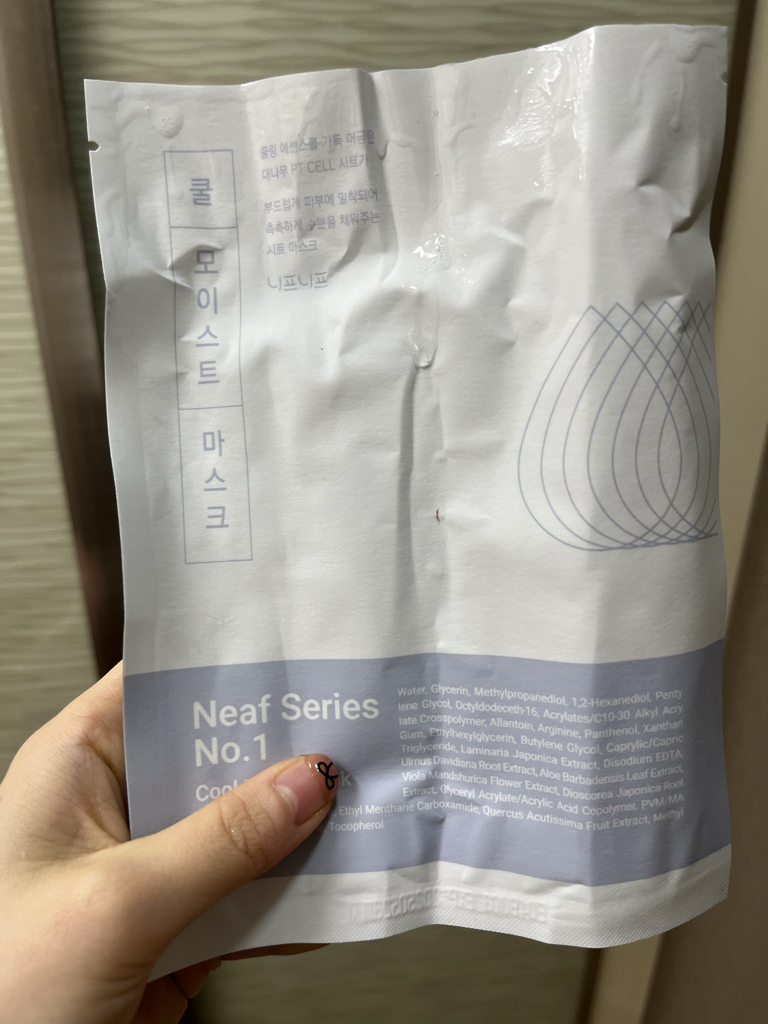 쿨
모이스트
마스크
쿨링 에센스를 가득 머금은
대나무 PT CELL 시트가
부드럽게 피부에 밀착되어
촉촉하게 수분을 채워주는
시트 마스크
니프니프
Neaf Series
No.1
Water, Glycerin, Methylpropanediol, 1,2-Hexanediol, Penty
lene Glycol, Octyldodeceth-16, Acrylates/C10-30 Alkyl Acry
late Crosspolymer, Allantoin, Arginine, Panthenol, Xanthan
Gum, Ethylhexylglycerin, Butylene Glycol, Caprylic/Capric
Triglyceride, Laminaria Japonica Extract, Disodium EDTA,
Ulmus Davidiana Root Extract, Aloe Barbadensis Leaf Extract,
Viola Mandshurica Flower Extract, Dioscorea Japonica Root
Extract, Glyceryl Acrylate/Acrylic Acid Copolymer, PVM/MA
Ethyl Menthane Carboxamide, Quercus Acutissima Fruit Extract, Methyl
Tocopherol